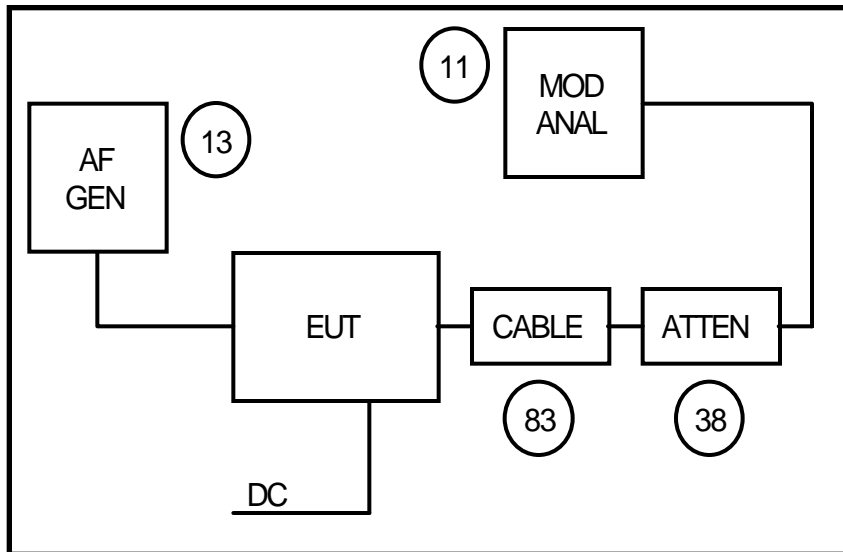 11
MOD
ANAL
AF
GEN
13
EUT
CABLE
ATTEN
83
38
DC